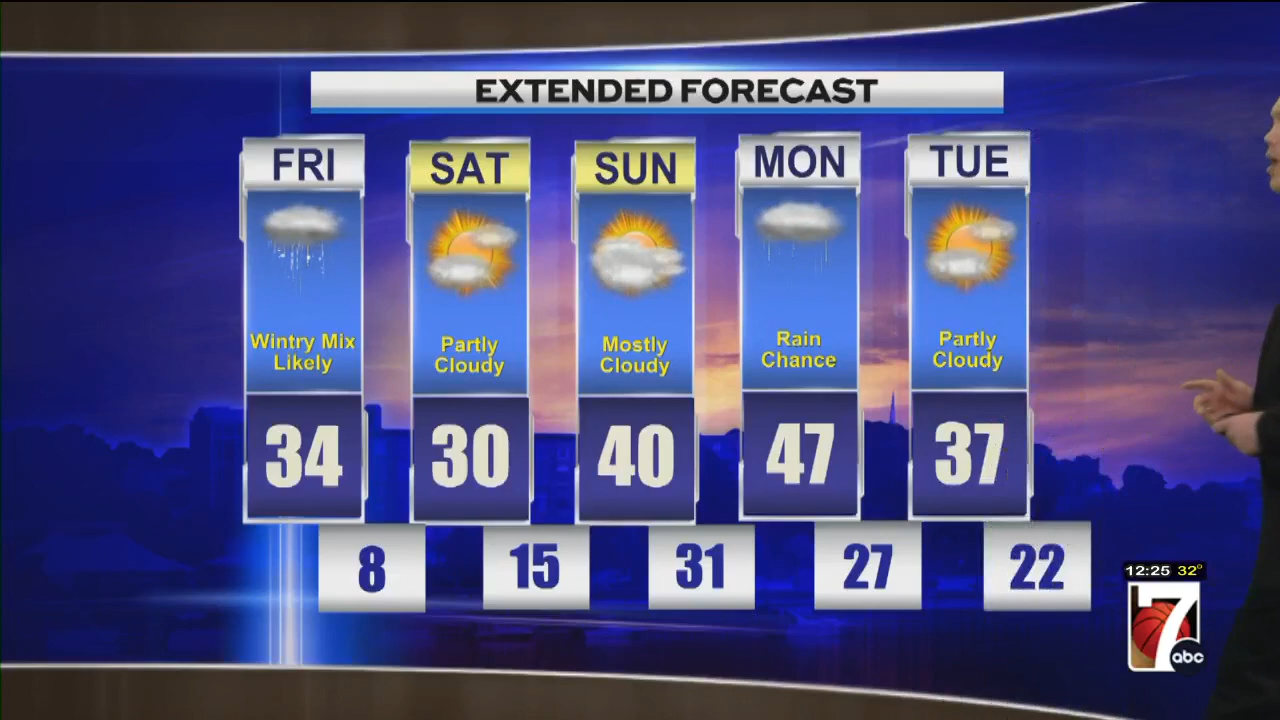 EXTENDED FORECAST
FRI
SAT
SUN
MON
TUE
Wintry Mix
Likely
Partly
Cloudy
Mostly
Cloudy
Rain
Chance
Partly
Cloudy
34
30
40
47
37
8
15
31
27
22
12:25 32°
7
abc